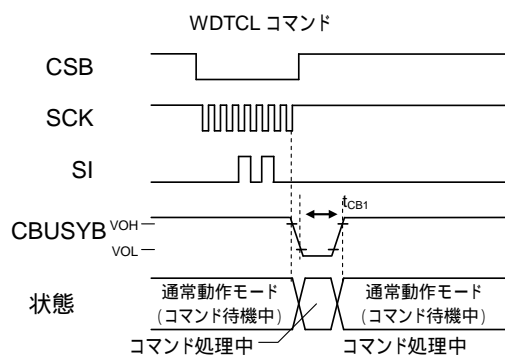 WDTCL コマンド
CSB
SCK
SI
tCB1
CBUSYB
VOH
VOL
状態
通常動作モード
(コマンド待機中)
通常動作モード
(コマンド待機中)
コマンド処理中
コマンド処理中